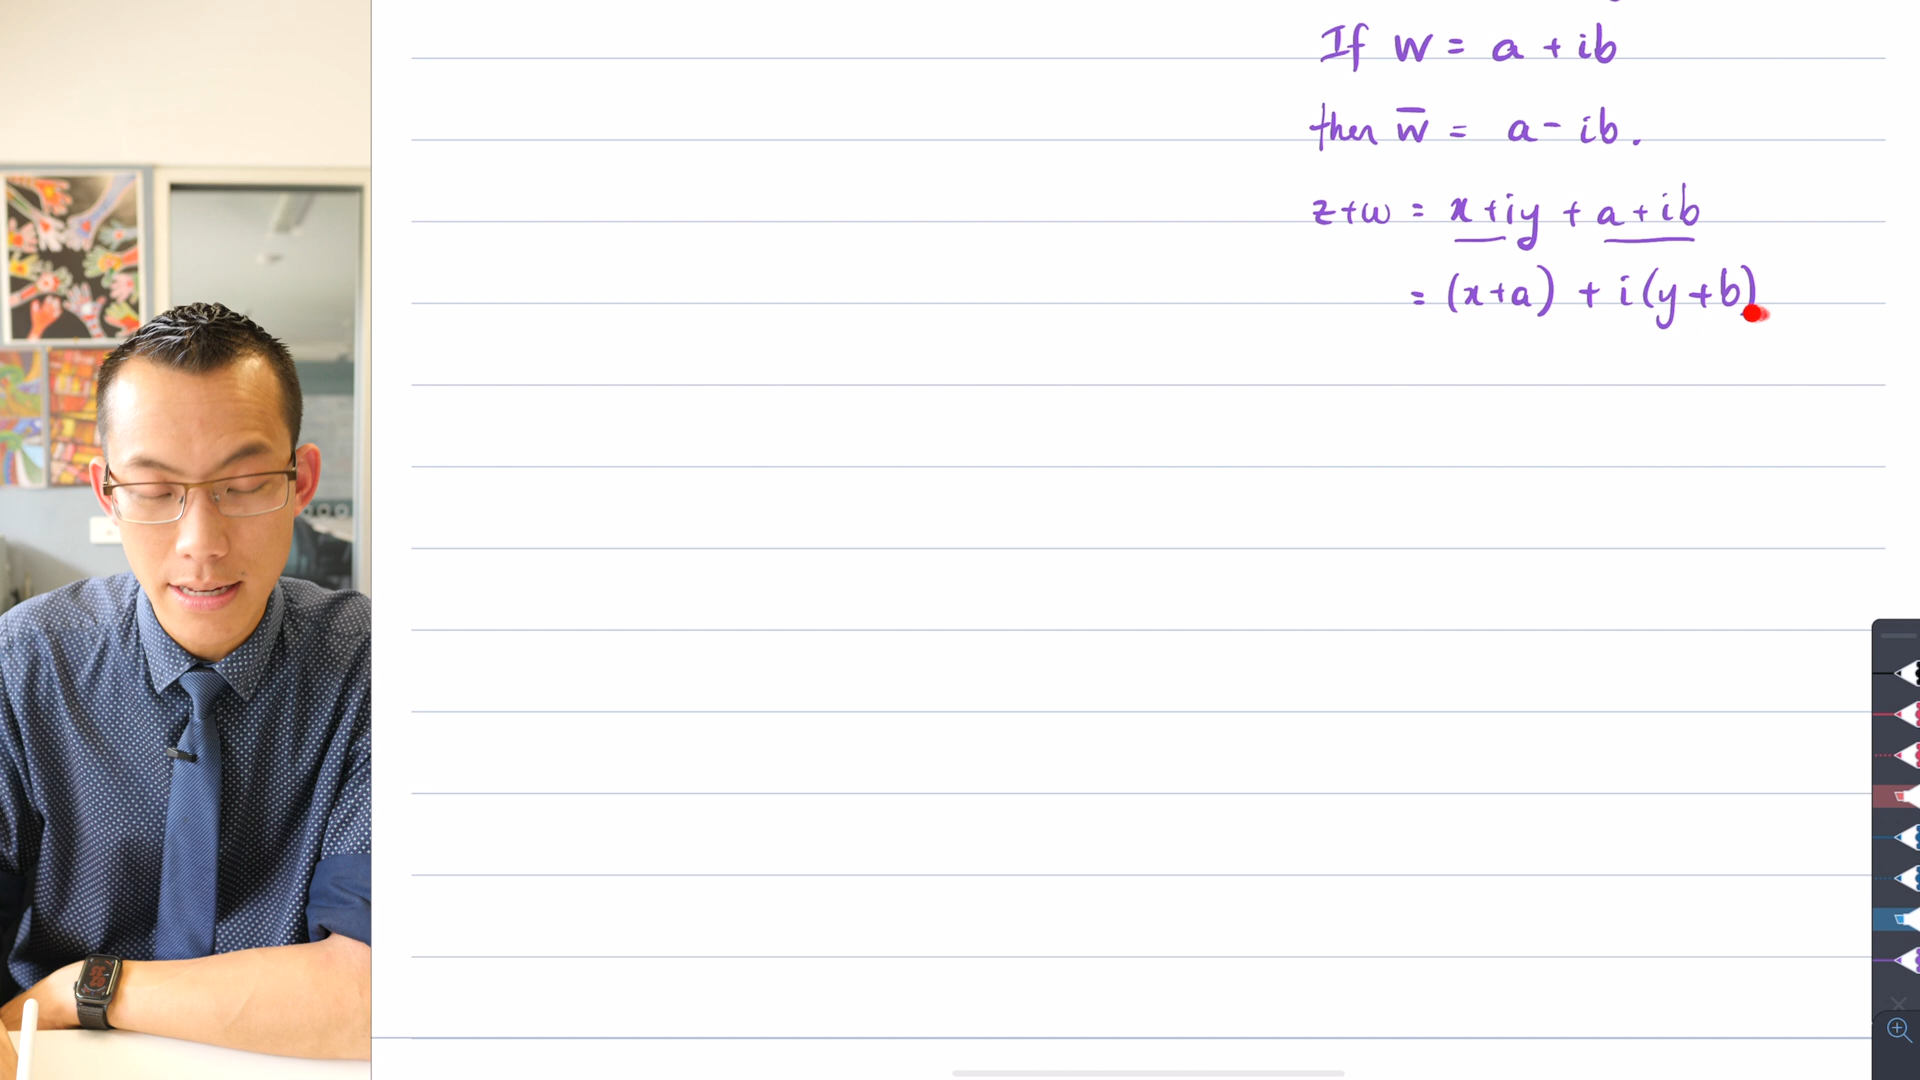 If w = a + ib
then w̅ = a - ib.
z+w = x+iy + a+ib
= (x+a) + i(y+b)